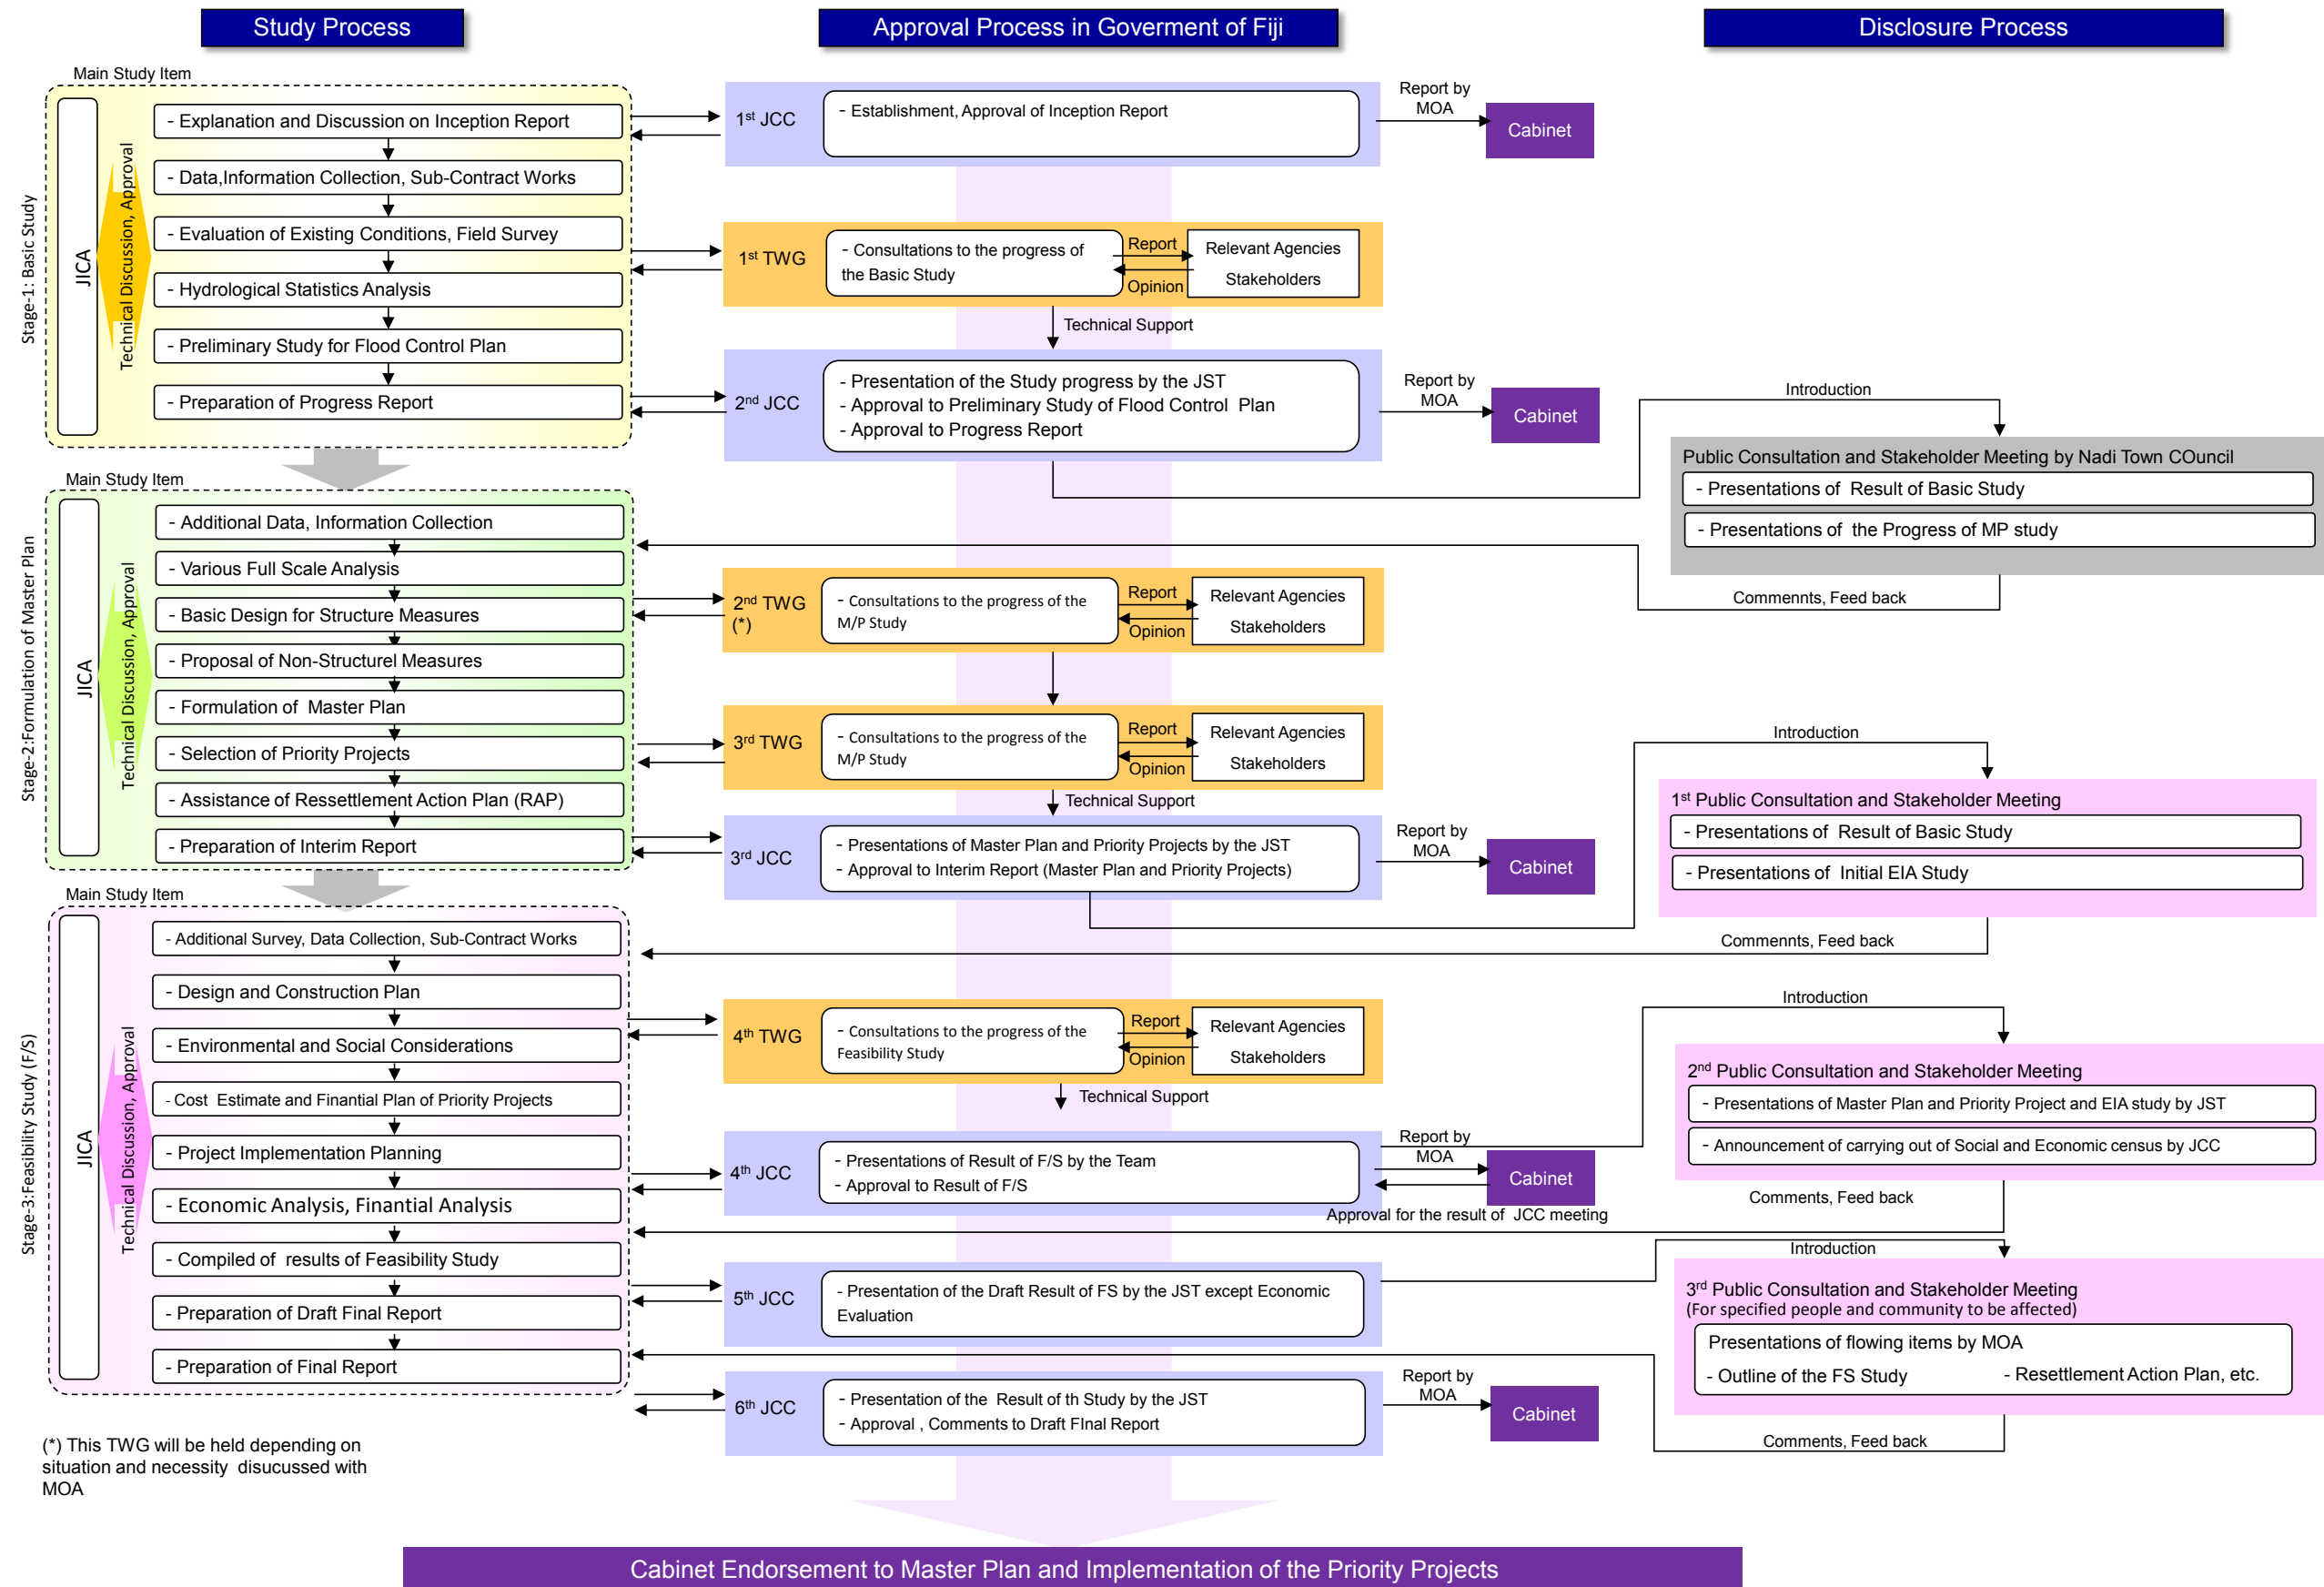 Study Process
Approval Process in Goverment of Fiji
Disclosure Process
Main Study Item
Stage-1: Basic Study
JICA
Technical Discussion, Approval
- Explanation and Discussion on Inception Report
- Data,Information Collection, Sub-Contract Works
- Evaluation of Existing Conditions, Field Survey
- Hydrological Statistics Analysis
- Preliminary Study for Flood Control Plan
- Preparation of Progress Report
1st JCC
- Establishment, Approval of Inception Report
Report by
MOA
Cabinet
1st TWG
- Consultations to the progress of
the Basic Study
Report
Opinion
Relevant Agencies
Stakeholders
Technical Support
2nd JCC
- Presentation of the Study progress by the JST
- Approval to Preliminary Study of Flood Control Plan
- Approval to Progress Report
Report by
MOA
Cabinet
Introduction
Public Consultation and Stakeholder Meeting by Nadi Town COuncil
- Presentations of Result of Basic Study
- Presentations of the Progress of MP study
Commennts, Feed back
Main Study Item
Stage-2:Formulation of Master Plan
JICA
Technical Discussion, Approval
- Additional Data, Information Collection
- Various Full Scale Analysis
- Basic Design for Structure Measures
- Proposal of Non-Structurel Measures
- Formulation of Master Plan
- Selection of Priority Projects
- Assistance of Ressettlement Action Plan (RAP)
- Preparation of Interim Report
2nd TWG
(*)
- Consultations to the progress of the
M/P Study
Report
Opinion
Relevant Agencies
Stakeholders
3rd TWG
- Consultations to the progress of the
M/P Study
Report
Opinion
Relevant Agencies
Stakeholders
Technical Support
3rd JCC
- Presentations of Master Plan and Priority Projects by the JST
- Approval to Interim Report (Master Plan and Priority Projects)
Report by
MOA
Cabinet
Introduction
1st Public Consultation and Stakeholder Meeting
- Presentations of Result of Basic Study
- Presentations of Initial EIA Study
Commennts, Feed back
Main Study Item
Stage-3:Feasibility Study (F/S)
JICA
Technical Discussion, Approval
- Additional Survey, Data Collection, Sub-Contract Works
- Design and Construction Plan
- Environmental and Social Considerations
- Cost Estimate and Finantial Plan of Priority Projects
- Project Implementation Planning
- Economic Analysis, Finantial Analysis
- Compiled of results of Feasibility Study
- Preparation of Draft Final Report
- Preparation of Final Report
4th TWG
- Consultations to the progress of the
Feasibility Study
Report
Opinion
Relevant Agencies
Stakeholders
Technical Support
4th JCC
- Presentations of Result of F/S by the Team
- Approval to Result of F/S
Report by
MOA
Cabinet
Approval for the result of JCC meeting
Introduction
2nd Public Consultation and Stakeholder Meeting
- Presentations of Master Plan and Priority Project and EIA study by JST
- Announcement of carrying out of Social and Economic census by JCC
Comments, Feed back
5th JCC
- Presentation of the Draft Result of FS by the JST except Economic
Evaluation
Introduction
3rd Public Consultation and Stakeholder Meeting
(For specified people and community to be affected)
Presentations of flowing items by MOA
- Outline of the FS Study - Resettlement Action Plan, etc.
Comments, Feed back
6th JCC
- Presentation of the Result of th Study by the JST
- Approval , Comments to Draft FInal Report
Report by
MOA
Cabinet
(*) This TWG will be held depending on
situation and necessity disucussed with
MOA
Cabinet Endorsement to Master Plan and Implementation of the Priority Projects